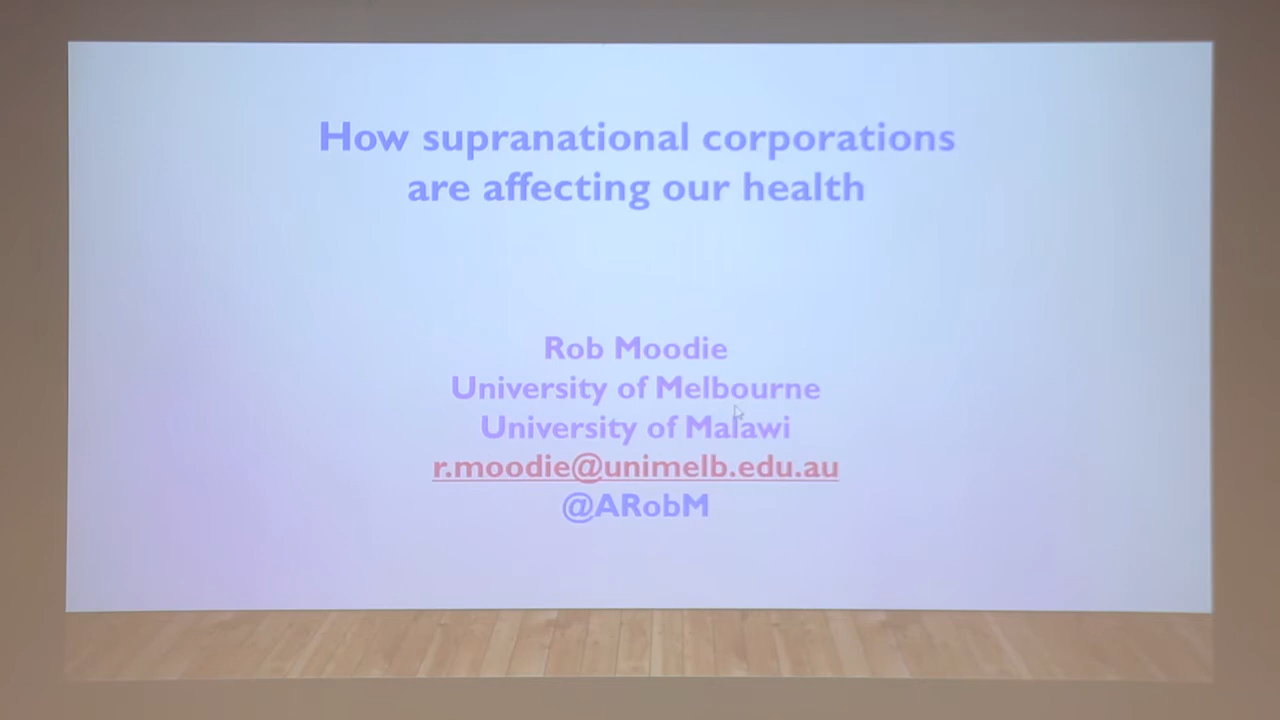 How supranational corporations
are affecting our health
Rob Moodie
University of Melbourne
University of Malawi
r.moodie@unimelb.edu.au
@ARobM